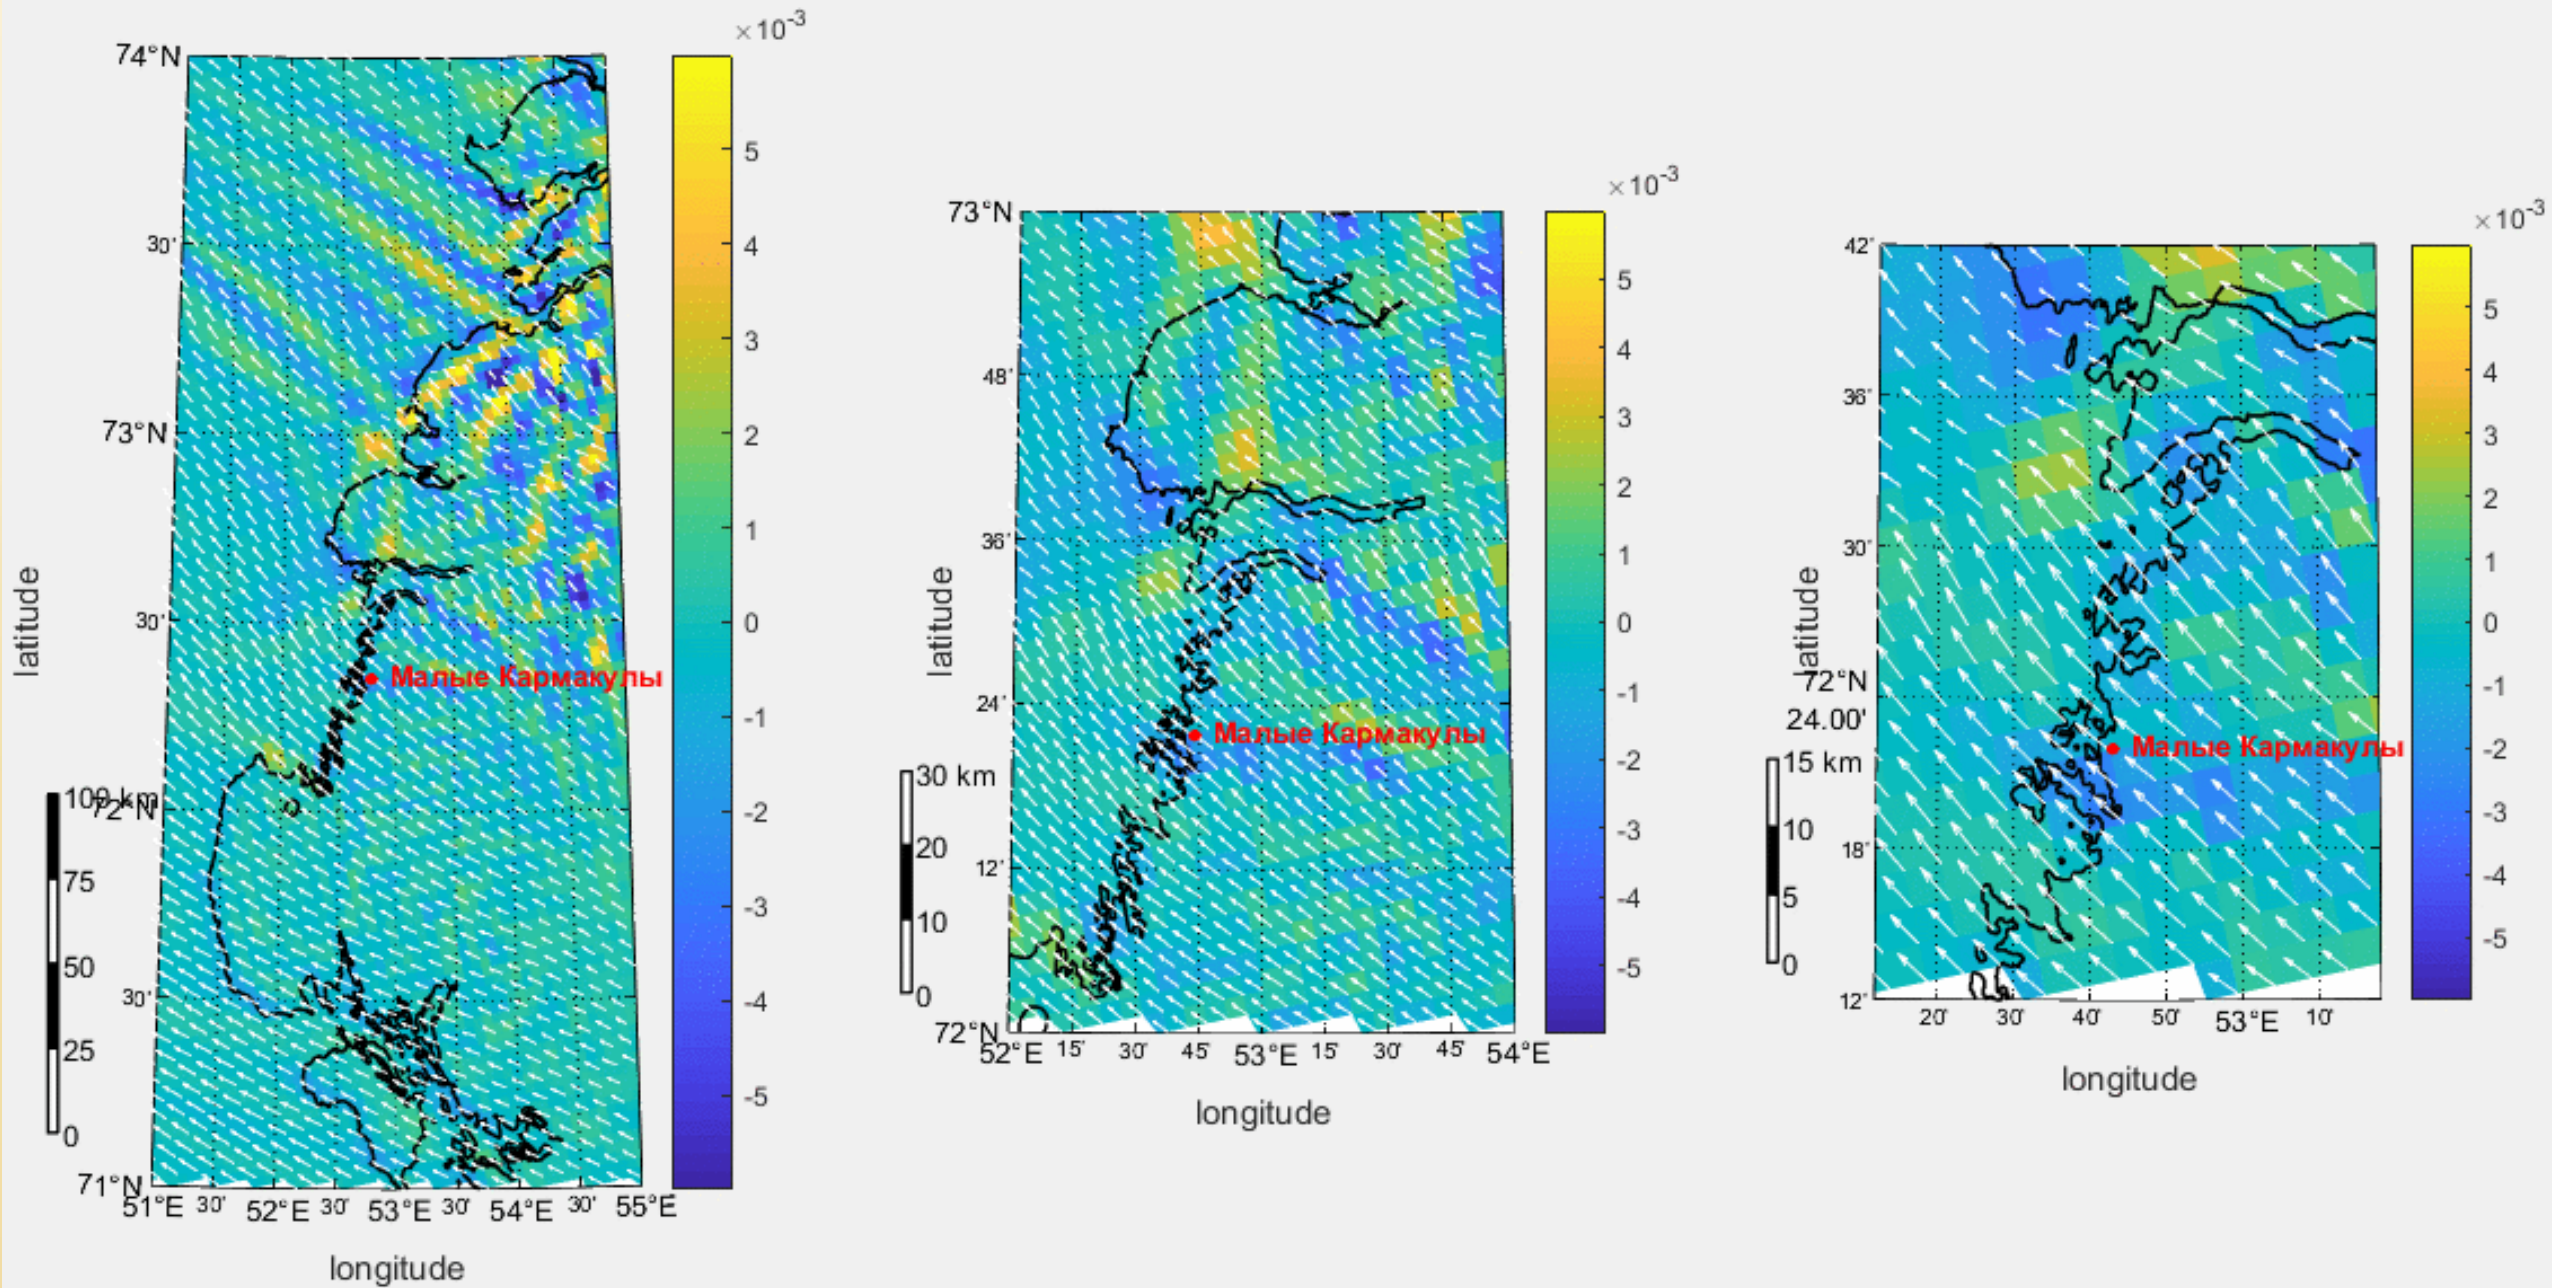 ×10-3
74°N
30'
73°N
30'
72°N
30'
71°N
51°E 30' 52°E 30' 53°E 30' 54°E 30' 55°E
longitude
latitude
Малые Кармакулы
100 km
75
50
25
0
5
4
3
2
1
0
-1
-2
-3
-4
-5
×10-3
73°N
48'
36'
24'
12'
72°N
52°E 15' 30' 45' 53°E 15' 30' 45' 54°E
longitude
latitude
Малые Кармакулы
30 km
20
10
0
5
4
3
2
1
0
-1
-2
-3
-4
-5
×10-3
42'
36'
30'
72°N
24.00'
18'
12'
20' 30' 40' 50' 53°E 10'
longitude
latitude
Малые Кармакулы
15 km
10
5
0
5
4
3
2
1
0
-1
-2
-3
-4
-5